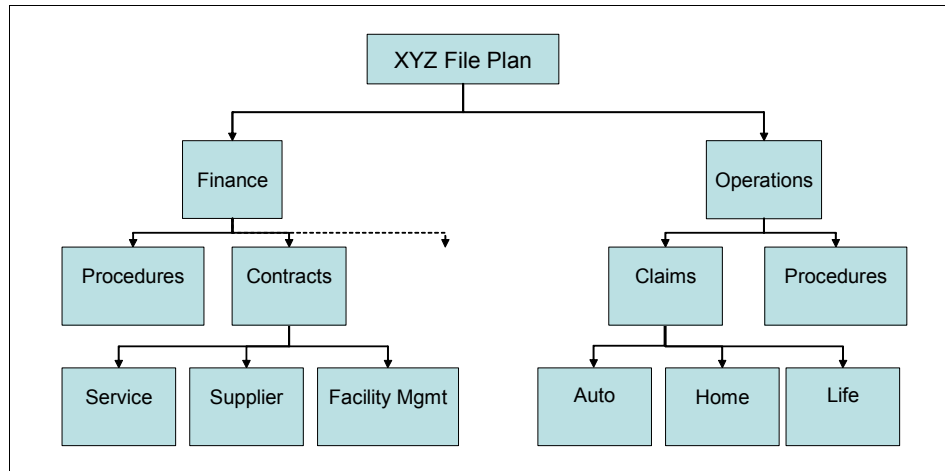 XYZ File Plan
Finance
Operations
Procedures
Contracts
Claims
Procedures
Service
Supplier
Facility Mgmt
Auto
Home
Life